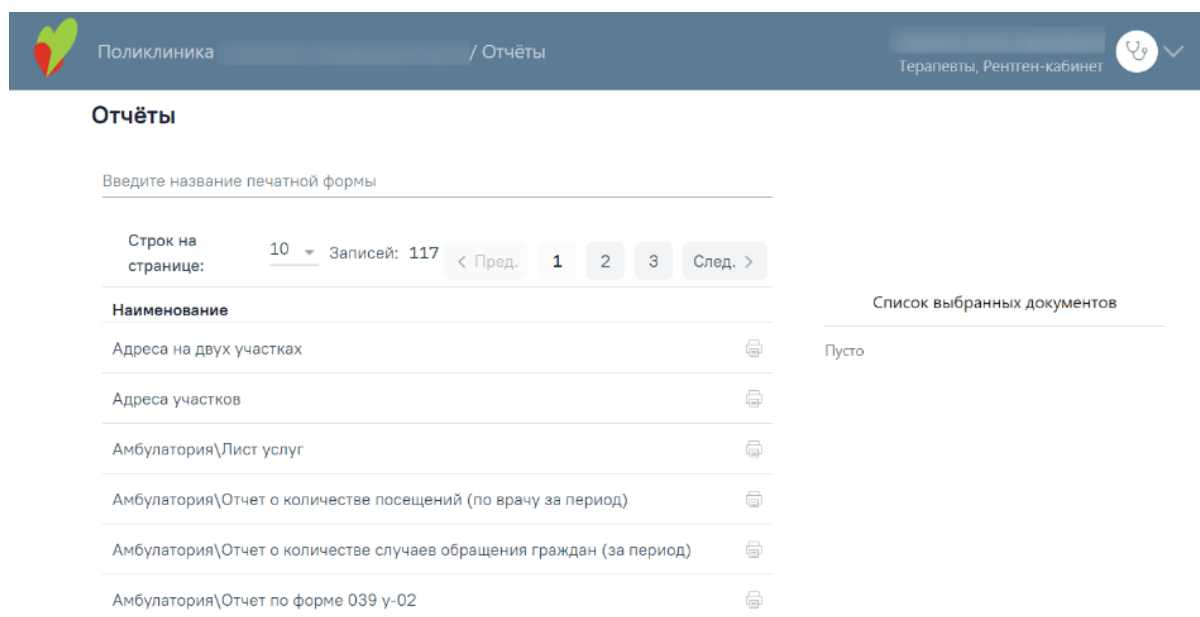 Поликлиника / Отчёты
Терапевты, Рентген-кабинет
Отчёты
Введите название печатной формы
Строк на странице: 10 Записей: 117 Пред. 1 2 3 След.
Список выбранных документов
Пусто
Наименование
Адреса на двух участках
Адреса участков
Амбулатория\Лист услуг
Амбулатория\Отчет о количестве посещений (по врачу за период)
Амбулатория\Отчет о количестве случаев обращения граждан (за период)
Амбулатория\Отчет по форме 039 у-02